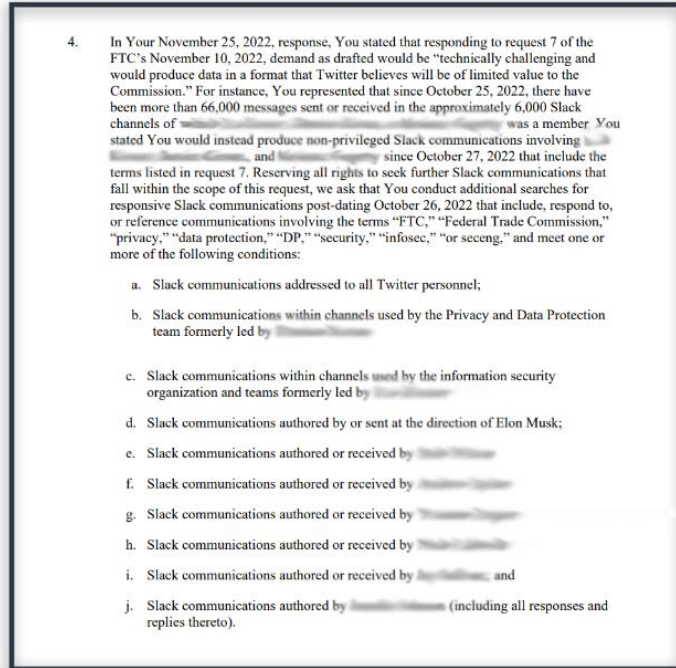 4. In Your November 25, 2022, response, You stated that responding to request 7 of the
FTC's November 10, 2022, demand as drafted would be "technically challenging and
would produce data in a format that Twitter believes will be of limited value to the
Commission." For instance, You represented that since October 25, 2022, there have
been more than 66,000 messages sent or received in the approximately 6,000 Slack
channels of was a member. You
stated You would instead produce non-privileged Slack communications involving
and since October 27, 2022 that include the
terms listed in request 7. Reserving all rights to seek further Slack communications that
fall within the scope of this request, we ask that You conduct additional searches for
responsive Slack communications post-dating October 26, 2022 that include, respond to,
or reference communications involving the terms "FTC," "Federal Trade Commission,"
"privacy," "data protection," "DP," "security," "infosec," "or seceng," and meet one or
more of the following conditions:
a. Slack communications addressed to all Twitter personnel;
b. Slack communications within channels used by the Privacy and Data Protection
team formerly led by
c. Slack communications within channels used by the information security
organization and teams formerly led by
d. Slack communications authored by or sent at the direction of Elon Musk;
e. Slack communications authored or received by
f. Slack communications authored or received by
g. Slack communications authored or received by
h. Slack communications authored or received by
i. Slack communications authored or received by and
j. Slack communications authored by (including all responses and
replies thereto).